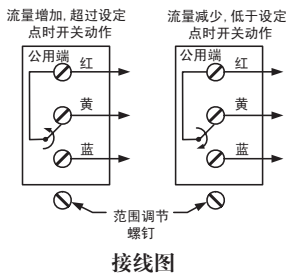 流量增加, 超过设定
点时开关动作
流量减少, 低于设定
点时开关动作
公用端
红
黄
蓝
公用端
红
黄
蓝
范围调节
螺钉
接线图